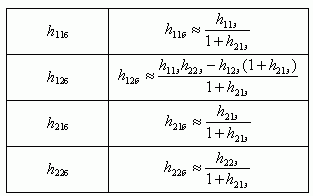 h₁₁б h₁₁б ≈ h₁₁э / (1 + h₂₁э)
h₁₂б h₁₂б ≈ (h₁₁э h₂₂э − h₁₂э (1 + h₂₁э)) / (1 + h₂₁э)
h₂₁б h₂₁б ≈ h₂₁э / (1 + h₂₁э)
h₂₂б h₂₂б ≈ h₂₂э / (1 + h₂₁э)